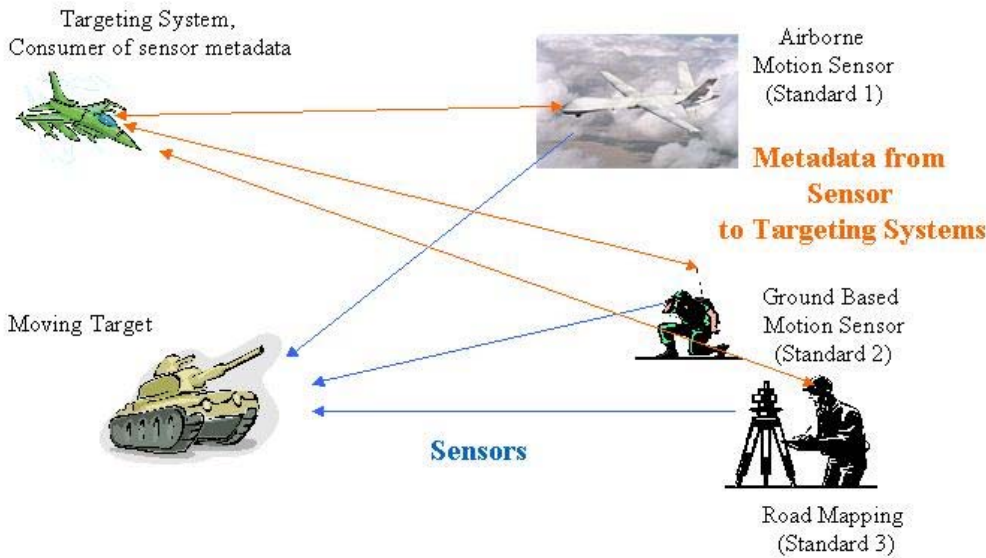 Targeting System,
Consumer of sensor metadata
Airborne
Motion Sensor
(Standard 1)
Metadata from
Sensor
to Targeting Systems
Moving Target
Ground Based
Motion Sensor
(Standard 2)
Sensors
Road Mapping
(Standard 3)